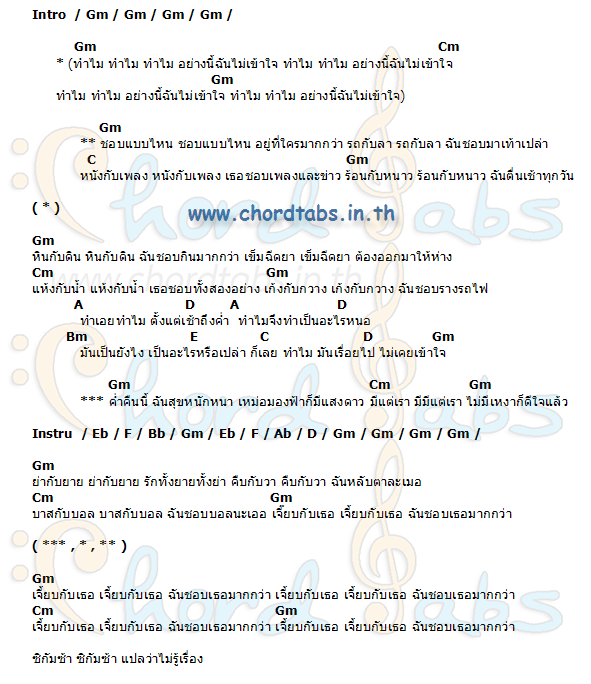 Intro / Gm / Gm / Gm / Gm /
Gm Cm
* (ทำไม ทำไม ทำไม อย่างนี้ฉันไม่เข้าใจ ทำไม ทำไม อย่างนี้ฉันไม่เข้าใจ
Gm
ทำไม ทำไม อย่างนี้ฉันไม่เข้าใจ ทำไม ทำไม อย่างนี้ฉันไม่เข้าใจ)
Gm
** ชอบแบบไหน ชอบแบบไหน อยู่ที่ใครมากกว่า รถกับลา รถกับลา ฉันชอบมาเท้าเปล่า
C Gm
หนังกับเพลง หนังกับเพลง เธอชอบเพลงและข่าว ร้อนกับหนาว ร้อนกับหนาว ฉันตื่นเช้าทุกวัน
( * )
www.chordtabs.in.th
Gm
หินกับดิน หินกับดิน ฉันชอบกินมากกว่า เข็มฉีดยา เข็มฉีดยา ต้องออกมาให้ห่าง
Cm Gm
แห้งกับน้ำ แห้งกับน้ำ เธอชอบทั้งสองอย่าง เก้งกับกวาง เก้งกับกวาง ฉันชอบรางรถไฟ
A D A D
ทำเอยทำไม ตั้งแต่เช้าถึงค่ำ ทำไมจึงทำเป็นอะไรหนอ
Bm E C D Gm
มันเป็นยังไง เป็นอะไรหรือเปล่า ก็เลย ทำไม มันเรื่อยไป ไม่เคยเข้าใจ
Gm Cm Gm
*** ค่ำคืนนี้ ฉันสุขหนักหนา เหม่อมองฟ้าก็มีแสงดาว มีแต่เรา มีมีแต่เรา ไม่มีเหงาก็ดีใจแล้ว
Instru / Eb / F / Bb / Gm / Eb / F / Ab / D / Gm / Gm / Gm / Gm /
Gm
ย่ากับยาย ย่ากับยาย รักทั้งยายทั้งย่า คืบกับวา คืบกับวา ฉันหลับตาละเมอ
Cm Gm
บาสกับบอล บาสกับบอล ฉันชอบบอลนะเออ เจี๊ยบกับเธอ เจี๊ยบกับเธอ ฉันชอบเธอมากกว่า
( *** , * , ** )
Gm
เจี๊ยบกับเธอ เจี๊ยบกับเธอ ฉันชอบเธอมากกว่า เจี๊ยบกับเธอ เจี๊ยบกับเธอ ฉันชอบเธอมากกว่า
Cm Gm
เจี๊ยบกับเธอ เจี๊ยบกับเธอ ฉันชอบเธอมากกว่า เจี๊ยบกับเธอ เจี๊ยบกับเธอ ฉันชอบเธอมากกว่า
ซิกัมซ้า ซิกัมซ้า แปลว่าไม่รู้เรื่อง